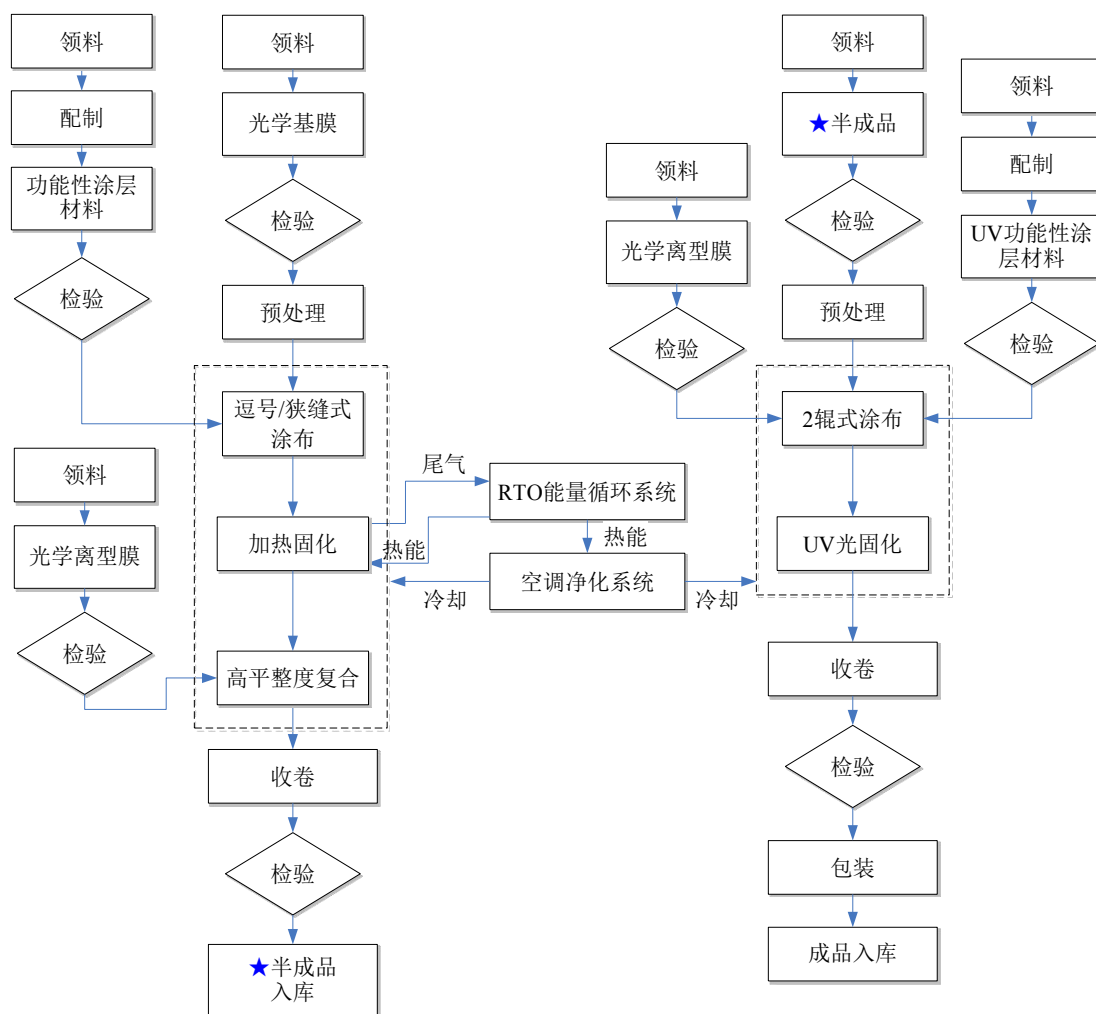 领料
配制
功能性涂层
材料
检验
领料
光学基膜
检验
预处理
逗号/狭缝式
涂布
加热固化
高平整度复合
收卷
检验
★半成品
入库
领料
光学离型膜
检验
尾气
RTO能量循环系统
热能
热能
空调净化系统
冷却
冷却
领料
光学离型膜
检验
领料
★半成品
检验
预处理
2辊式涂布
UV光固化
收卷
检验
包装
成品入库
领料
配制
UV功能性涂
层材料
检验